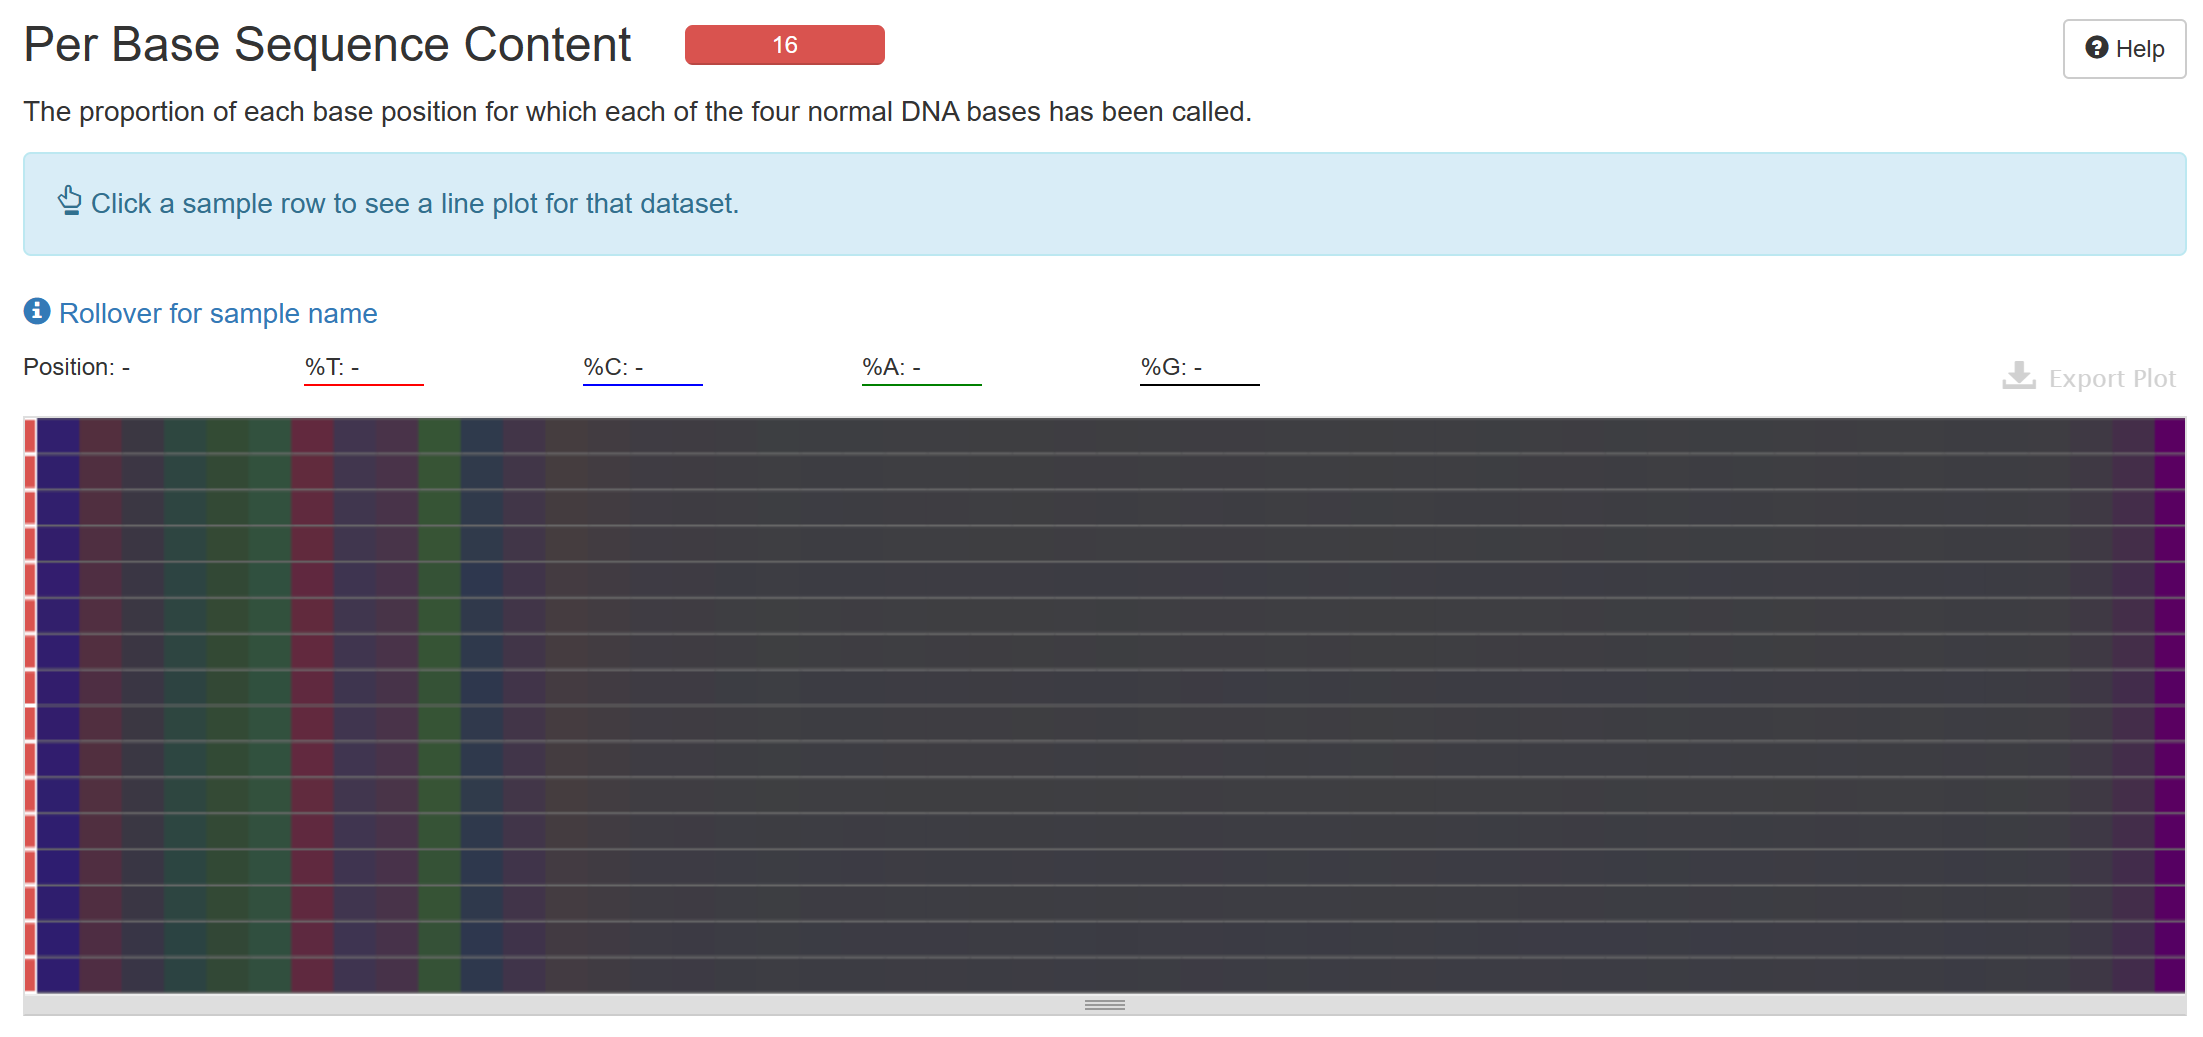 Per Base Sequence Content 16 Help
The proportion of each base position for which each of the four normal DNA bases has been called.
Click a sample row to see a line plot for that dataset.
Rollover for sample name
Position: - %T: - %C: - %A: - %G: - Export Plot